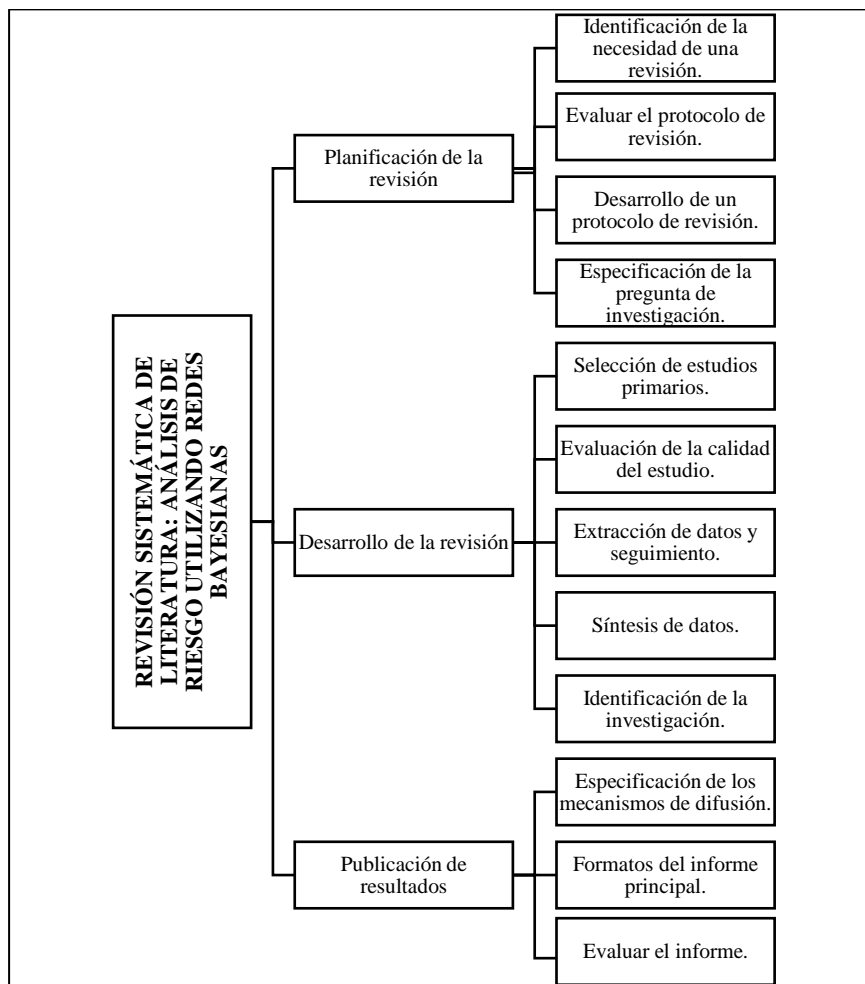 REVISIÓN SISTEMÁTICA DE
LITERATURA: ANÁLISIS DE
RIESGO UTILIZANDO REDES
BAYESIANAS
Planificación de la
revisión
Identificación de la
necesidad de una
revisión.
Evaluar el protocolo de
revisión.
Desarrollo de un
protocolo de revisión.
Especificación de la
pregunta de
investigación.
Desarrollo de la revisión
Selección de estudios
primarios.
Evaluación de la calidad
del estudio.
Extracción de datos y
seguimiento.
Síntesis de datos.
Identificación de la
investigación.
Publicación de
resultados
Especificación de los
mecanismos de difusión.
Formatos del informe
principal.
Evaluar el informe.